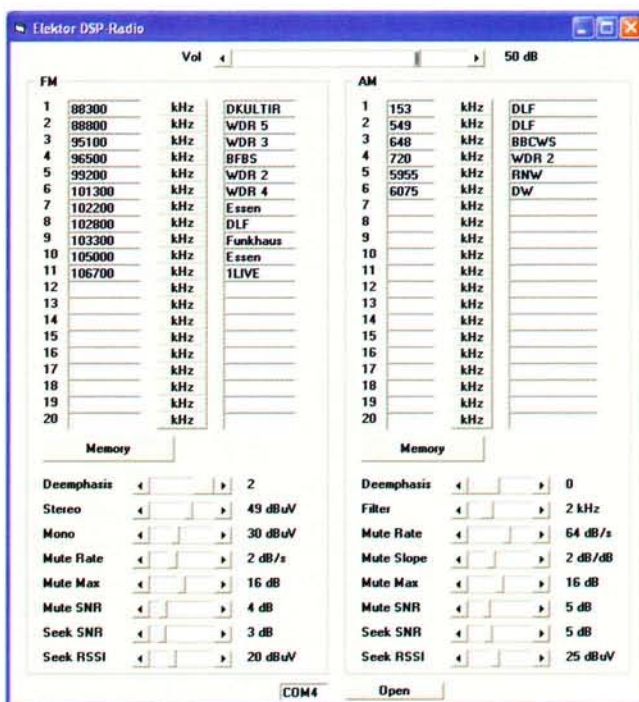 Elektor DSP-Radio
Vol 50 dB
FM
1 88300 kHz DKULTIR
2 88800 kHz WDR 5
3 95100 kHz WDR 3
4 96500 kHz BFBS
5 99200 kHz WDR 2
6 101300 kHz WDR 4
7 102200 kHz Essen
8 102800 kHz DLF
9 103300 kHz Funkhaus
10 105000 kHz Essen
11 106700 kHz 1LIVE
12 kHz
13 kHz
14 kHz
15 kHz
16 kHz
17 kHz
18 kHz
19 kHz
20 kHz
Memory
Deemphasis 2
Stereo 49 dBuV
Mono 30 dBuV
Mute Rate 2 dB/s
Mute Max 16 dB
Mute SNR 4 dB
Seek SNR 3 dB
Seek RSSI 20 dBuV
AM
1 153 kHz DLF
2 549 kHz DLF
3 648 kHz BBCWS
4 720 kHz WDR 2
5 5955 kHz RNW
6 6075 kHz DW
7 kHz
8 kHz
9 kHz
10 kHz
11 kHz
12 kHz
13 kHz
14 kHz
15 kHz
16 kHz
17 kHz
18 kHz
19 kHz
20 kHz
Memory
Deemphasis 0
Filter 2 kHz
Mute Rate 64 dB/s
Mute Slope 2 dB/dB
Mute Max 16 dB
Mute SNR 5 dB
Seek SNR 5 dB
Seek RSSI 25 dBuV
COM4 Open